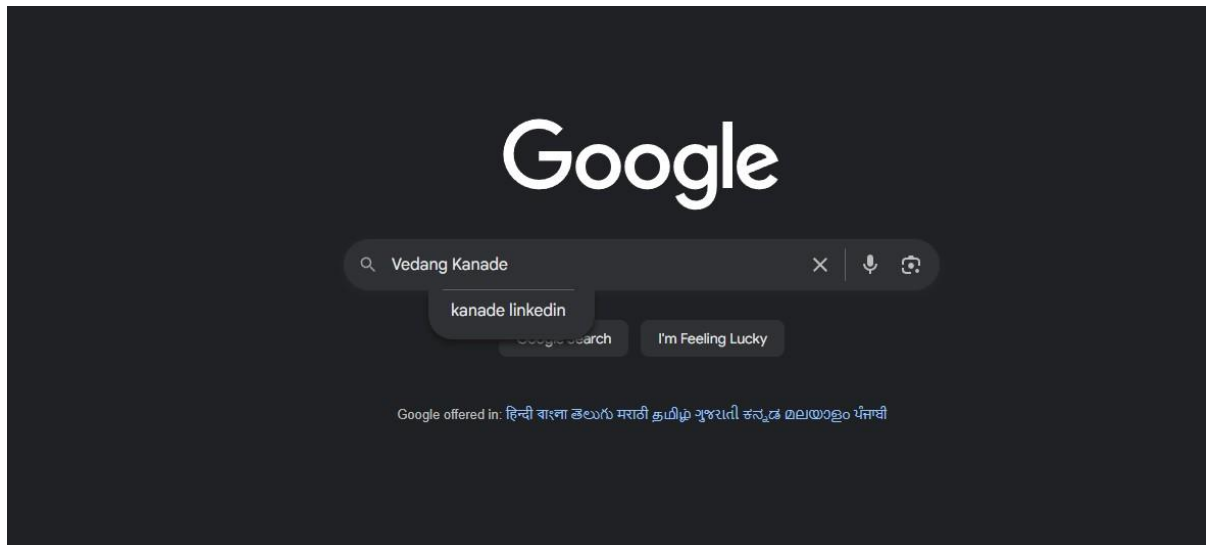 Google
Vedang Kanade
kanade linkedin
I'm Feeling Lucky
Google offered in: हिन्दी বাংলা తెలుగు मराठी தமிழ் ગુજરાતી ಕನ್ನಡ മലയാളം ਪੰਜਾਬੀ